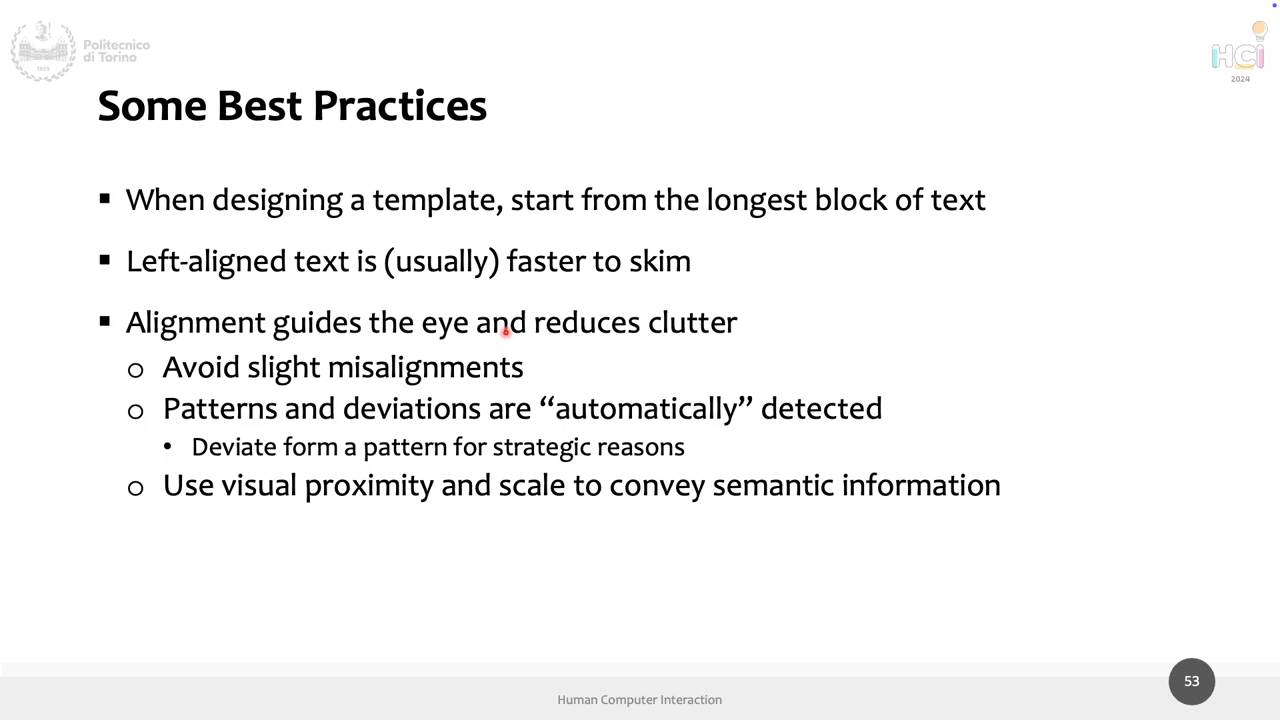 Politecnico
di Torino
1859
HCI
2024
Some Best Practices
▪ When designing a template, start from the longest block of text
▪ Left-aligned text is (usually) faster to skim
▪ Alignment guides the eye and reduces clutter
o Avoid slight misalignments
o Patterns and deviations are “automatically” detected
• Deviate form a pattern for strategic reasons
o Use visual proximity and scale to convey semantic information
Human Computer Interaction
53